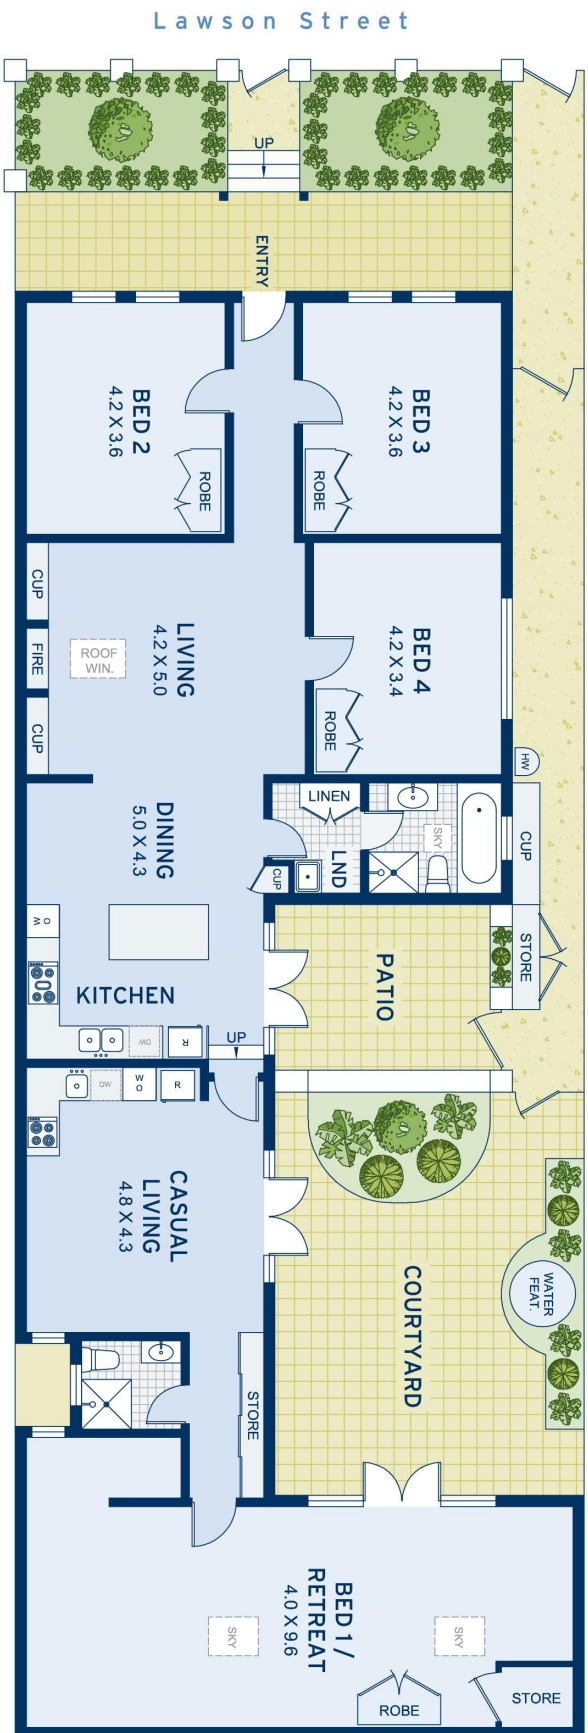 Lawson Street
UP
ENTRY
BED 2
4.2 X 3.6
ROBE
BED 3
4.2 X 3.6
ROBE
CUP
FIRE
CUP
ROOF
WIN.
LIVING
4.2 X 5.0
BED 4
4.2 X 3.4
ROBE
HW
LINEN
LND
CUP
SKY
CUP
DINING
5.0 X 4.3
O
W
KITCHEN
DW
R
UP
PATIO
STORE
DW
W
O
R
CASUAL
LIVING
4.8 X 4.3
COURTYARD
WATER
FEAT.
STORE
BED 1 /
RETREAT
4.0 X 9.6
SKY
SKY
ROBE
STORE